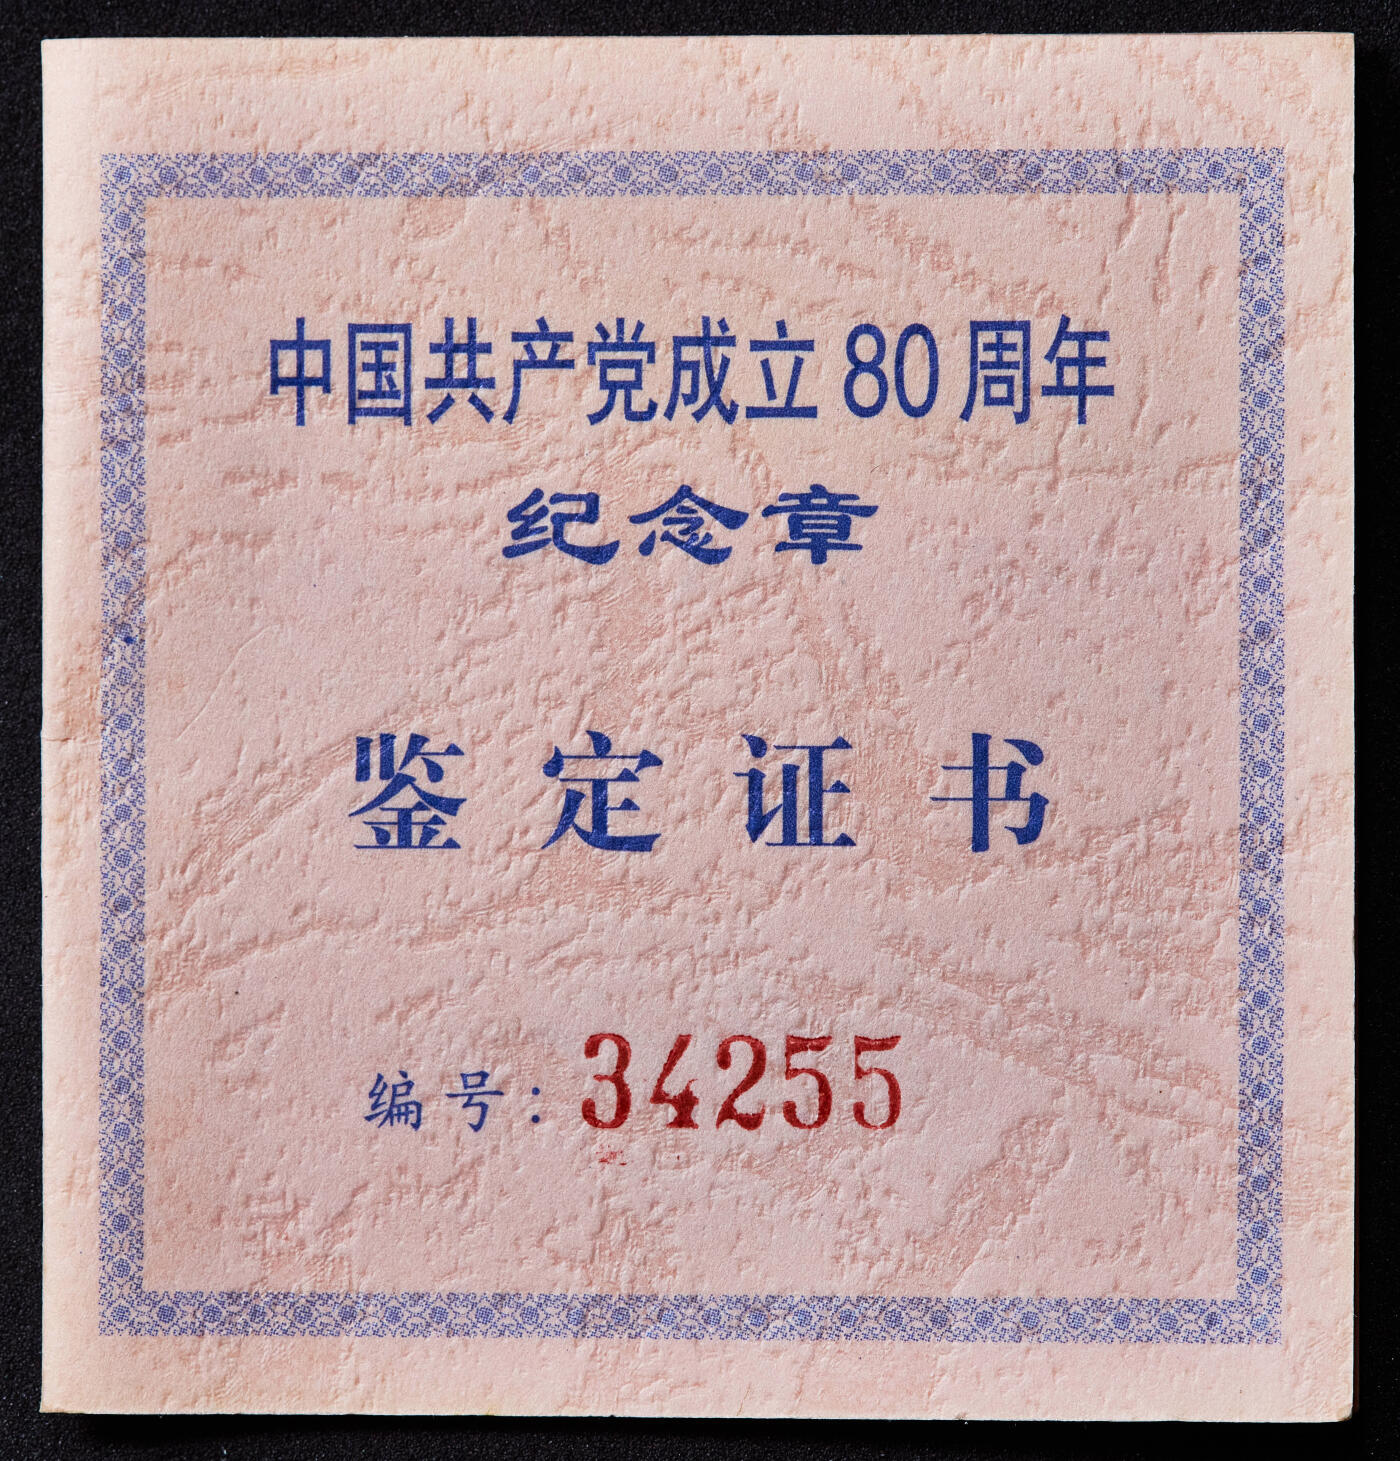 中国共产党成立80周年
纪念章
鉴定证书
编号：34255